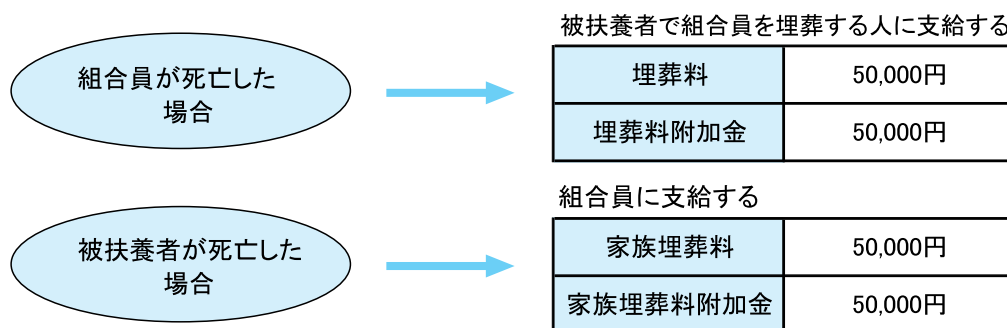 被扶養者で組合員を埋葬する人に支給する
組合員が死亡した
場合
埋葬料 50,000円
埋葬料附加金 50,000円
組合員に支給する
被扶養者が死亡した
場合
家族埋葬料 50,000円
家族埋葬料附加金 50,000円